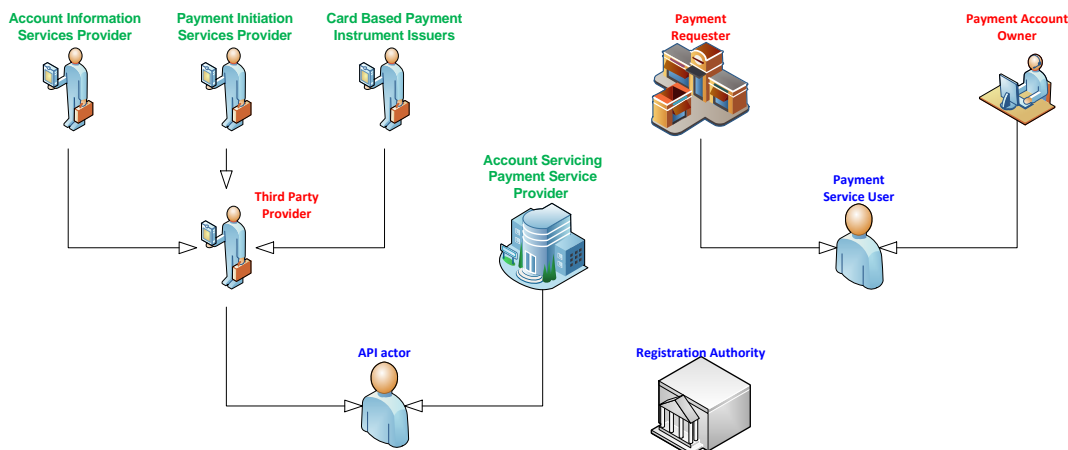 Account Information
Services Provider
Payment Initiation
Services Provider
Card Based Payment
Instrument Issuers
Payment
Requester
Payment Account
Owner
Account Servicing
Payment Service
Provider
Third Party
Provider
Payment
Service User
API actor
Registration Authority